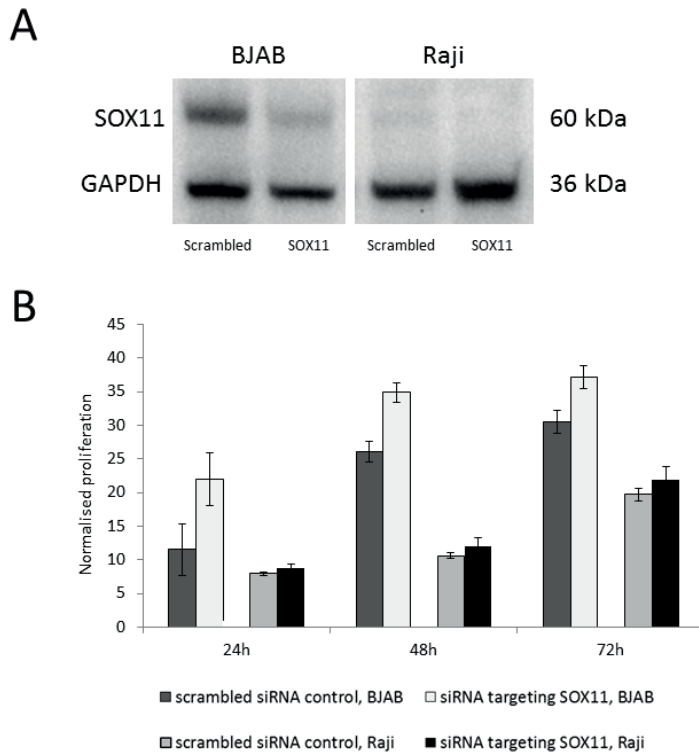 A
BJAB Raji
SOX11 60 kDa
GAPDH 36 kDa
Scrambled SOX11 Scrambled SOX11
B
45
40
35
30
25
20
15
10
5
0
Normalised proliferation
24h 48h 72h
scrambled siRNA control, BJAB siRNA targeting SOX11, BJAB
scrambled siRNA control, Raji siRNA targeting SOX11, Raji